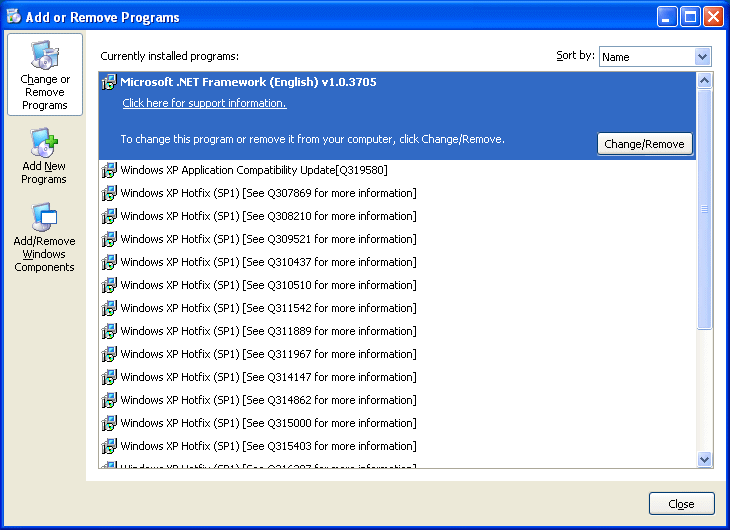 Add or Remove Programs
Change or
Remove
Programs
Add New
Programs
Add/Remove
Windows
Components
Currently installed programs:
Sort by: Name
Microsoft .NET Framework (English) v1.0.3705
Click here for support information.
To change this program or remove it from your computer, click Change/Remove.
Change/Remove
Windows XP Application Compatibility Update[Q319580]
Windows XP Hotfix (SP1) [See Q307869 for more information]
Windows XP Hotfix (SP1) [See Q308210 for more information]
Windows XP Hotfix (SP1) [See Q309521 for more information]
Windows XP Hotfix (SP1) [See Q310437 for more information]
Windows XP Hotfix (SP1) [See Q310510 for more information]
Windows XP Hotfix (SP1) [See Q311542 for more information]
Windows XP Hotfix (SP1) [See Q311889 for more information]
Windows XP Hotfix (SP1) [See Q311967 for more information]
Windows XP Hotfix (SP1) [See Q314147 for more information]
Windows XP Hotfix (SP1) [See Q314862 for more information]
Windows XP Hotfix (SP1) [See Q315000 for more information]
Windows XP Hotfix (SP1) [See Q315403 for more information]
Windows XP Hotfix (SP1) [See for more information]
Close